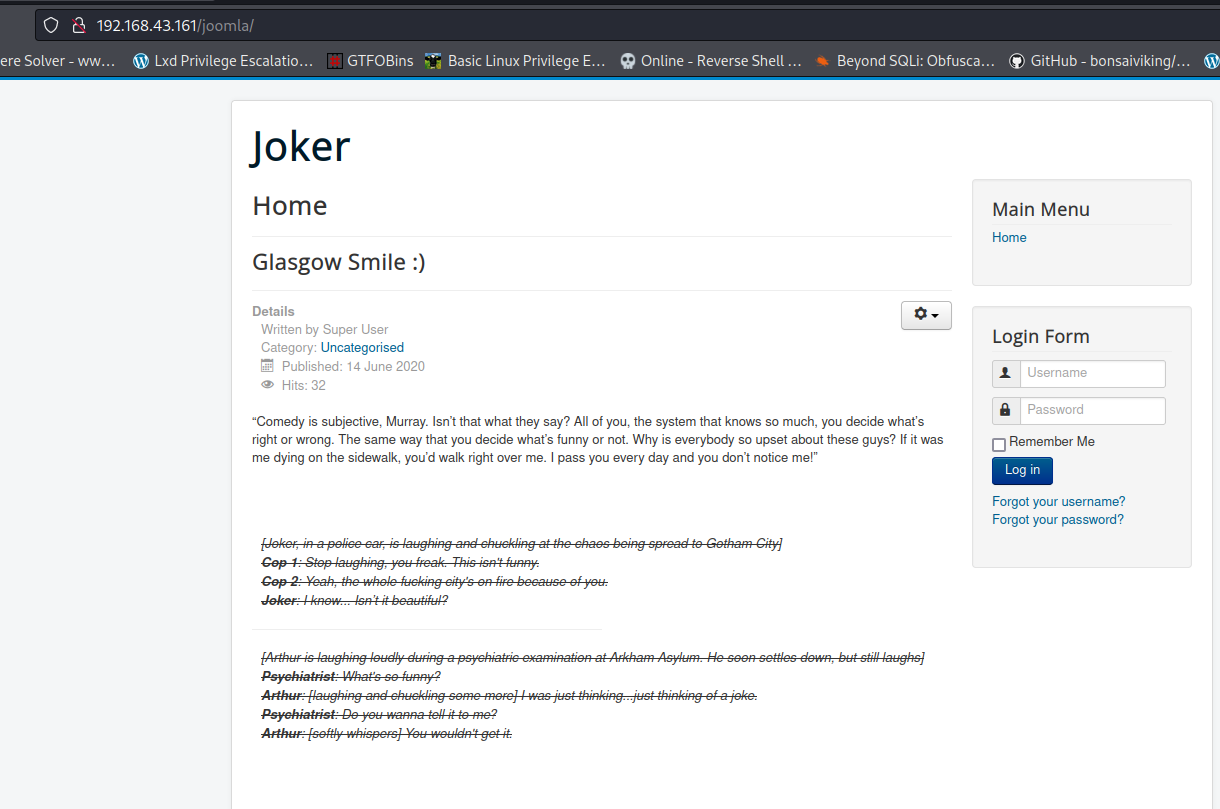 192.168.43.161/joomla/
ere Solver - ww... Lxd Privilege Escalatio... GTFOBins Basic Linux Privilege E... Online - Reverse Shell ... Beyond SQLi: Obfusca... GitHub - bonsaiviking/...
Joker
Home
Glasgow Smile :)
Details
Written by Super User
Category: Uncategorised
Published: 14 June 2020
Hits: 32
“Comedy is subjective, Murray. Isn’t that what they say? All of you, the system that knows so much, you decide what’s
right or wrong. The same way that you decide what’s funny or not. Why is everybody so upset about these guys? If it was
me dying on the sidewalk, you’d walk right over me. I pass you every day and you don’t notice me!”
[Joker, in a police car, is laughing and chuckling at the chaos being spread to Gotham City]
Cop 1: Stop laughing, you freak. This isn't funny.
Cop 2: Yeah, the whole fucking city's on fire because of you.
Joker: I know... Isn't it beautiful?
[Arthur is laughing loudly during a psychiatric examination at Arkham Asylum. He soon settles down, but still laughs]
Psychiatrist: What's so funny?
Arthur: [laughing and chuckling some more] I was just thinking...just thinking of a joke.
Psychiatrist: Do you wanna tell it to me?
Arthur: [softly whispers] You wouldn't get it.
Main Menu
Home
Login Form
Username
Password
Remember Me
Log in
Forgot your username?
Forgot your password?